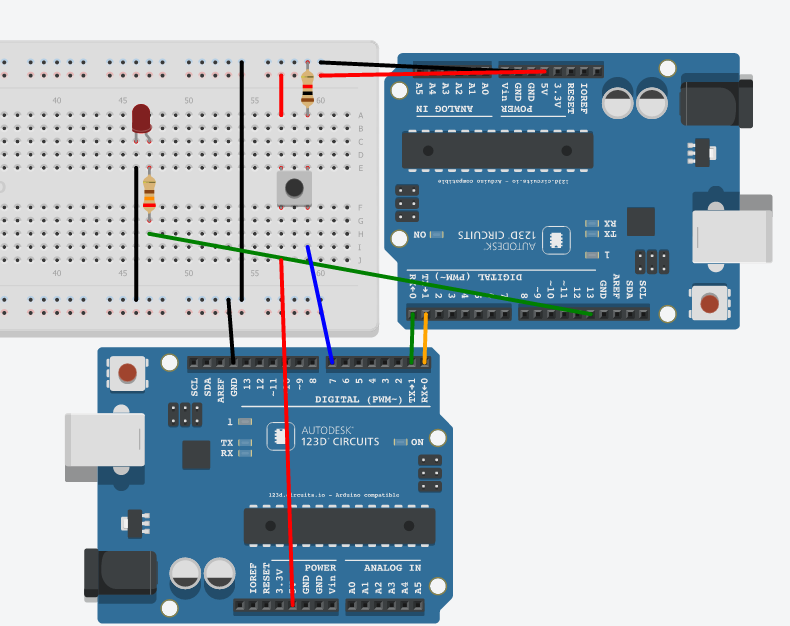 40 45 50 55 60
A
B
C
D
E
F
G
H
I
J
40 45 50 55 60
A5 A4 A3 A2 A1 A0 Vin GND GND 5V 3.3V RESET IOREF
ANALOG IN POWER
123d.circuits.io - Arduino compatible
ON
AUTODESK
123D CIRCUITS
RX
TX
1
DIGITAL (PWM~)
RX+0 TX+1 2 3 4 7 8 ~9 ~10 ~11 12 13 GND AREF SDA SCL
SCL SDA AREF GND 13 12 ~11 ~9 8 7 6 5 4 3 2 TX+1 RX+0
DIGITAL (PWM~)
1
TX
RX
AUTODESK
123D CIRCUITS
ON
123d.circuits.io - Arduino compatible
POWER ANALOG IN
IOREF RESET 3.3V GND GND Vin A0 A1 A2 A3 A4 A5